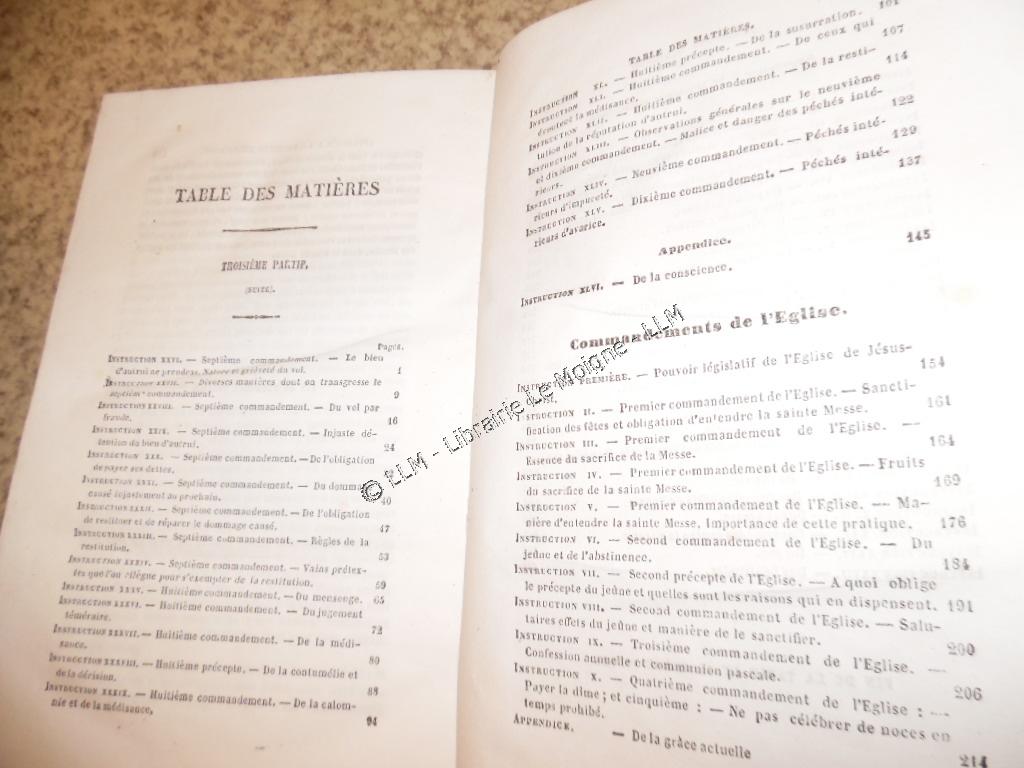 TABLE DES MATIÈRES
TROISIÈME PARTIE.
(SUITE).
Pages.
INSTRUCTION XXVI. — Septième commandement. — Le bien
d'autrui ne prendras. Nature et grièveté du vol. 1
INSTRUCTION XXVII. — Diverses manières dont on transgresse le
septième commandement. 9
INSTRUCTION XXVIII. — Septième commandement. — Du vol par
fraude. 16
INSTRUCTION XXIX. — Septième commandement. — Injuste dé-
tention du bien d'autrui. 24
INSTRUCTION XXX. — Septième commandement. — De l'obligation
de payer ses dettes.
INSTRUCTION XXXI. — Septième commandement. — Du dommage
causé injustement au prochain. 40
INSTRUCTION XXXII. — Septième commandement. — De l'obligation
de restituer et de réparer le dommage causé. 47
INSTRUCTION XXXIII. — Septième commandement. — Règles de la
restitution. 53
INSTRUCTION XXXIV. — Septième commandement. — Vains prétex-
tes que l'on allègue pour s'exempter de la restitution. 59
INSTRUCTION XXXV. — Huitième commandement. — Du mensonge. 65
INSTRUCTION XXXVI. — Huitième commandement. — Du jugement
téméraire. 72
INSTRUCTION XXXVII. — Huitième commandement. — De la médi-
sance. 80
INSTRUCTION XXXVIII. — Huitième précepte. — De la contumélie et
de la dérision. 88
INSTRUCTION XXXIX. — Huitième commandement. — De la calom-
nie et de la médisance. 94
TABLE DES MATIÈRES.
INSTRUCTION XL. — Huitième précepte. — De la susurration. 101
INSTRUCTION XLI. — Huitième commandement. — De ceux qui
écoutent la médisance. 107
INSTRUCTION XLII. — Huitième commandement. — De la resti-
tution de la réputation d'autrui. 114
INSTRUCTION XLIII. — Observations générales sur le neuvième
et dixième commandement. — Malice et danger des péchés inté-
rieurs. 122
INSTRUCTION XLIV. — Neuvième commandement. — Péchés inté-
rieurs d'impureté. 129
INSTRUCTION XLV. — Dixième commandement. — Péchés inté-
rieurs d'avarice. 137
Appendice.
INSTRUCTION XLVI. — De la conscience. 145
Commandements de l'Eglise.
INSTRUCTION PREMIÈRE. — Pouvoir législatif de l'Eglise de Jésus-
Christ. 154
INSTRUCTION II. — Premier commandement de l'Eglise. — Sancti-
fication des fêtes et obligation d'entendre la sainte Messe. 161
INSTRUCTION III. — Premier commandement de l'Eglise. —
Essence du sacrifice de la Messe. 164
INSTRUCTION IV. — Premier commandement de l'Eglise. — Fruits
du sacrifice de la sainte Messe. 169
INSTRUCTION V. — Premier commandement de l'Eglise. — Ma-
nière d'entendre la sainte Messe. Importance de cette pratique. 176
INSTRUCTION VI. — Second commandement de l'Eglise. — Du
jeûne et de l'abstinence. 184
INSTRUCTION VII. — Second précepte de l'Eglise. — A quoi oblige
le précepte du jeûne et quelles sont les raisons qui en dispensent. 191
INSTRUCTION VIII. — Second commandement de l'Eglise. — Salu-
taires effets du jeûne et manière de le sanctifier. 200
INSTRUCTION IX. — Troisième commandement de l'Eglise. —
Confession annuelle et communion pascale. 206
INSTRUCTION X. — Quatrième commandement de l'Eglise : —
Payer la dîme ; et cinquième : — Ne pas célébrer de noces en
temps prohibé. 214
APPENDICE. — De la grâce actuelle
© LLM - Librairie Le Moigne - LLM